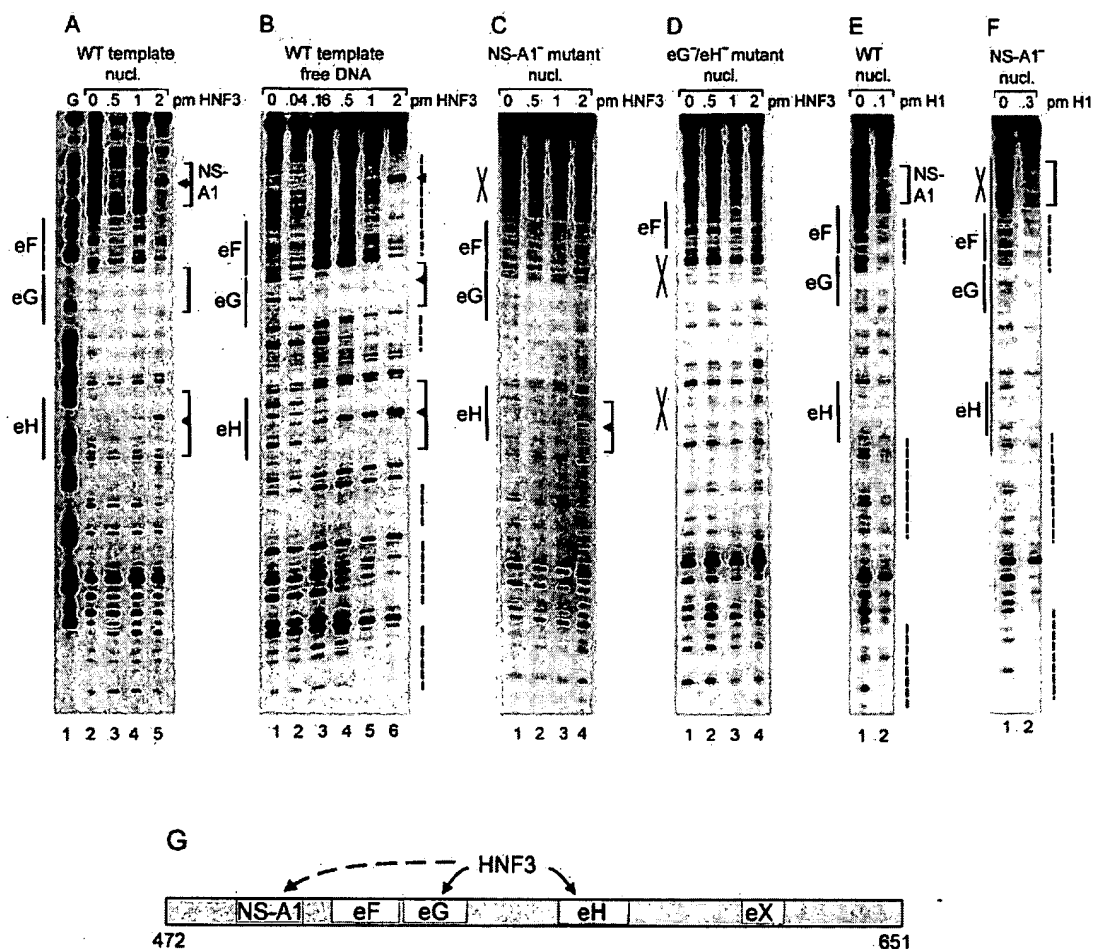 A
WT template
nucl.
G 0 .5 1 2 pm HNF3
NS-
A1
eF
eG
eH
1 2 3 4 5
B
WT template
free DNA
0 .04 .16 .5 1 2 pm HNF3
eF
eG
eH
1 2 3 4 5 6
C
NS-A1⁻ mutant
nucl.
0 .5 1 2 pm HNF3
eF
eG
eH
1 2 3 4
D
eG⁻/eH⁻ mutant
nucl.
0 .5 1 2 pm HNF3
eF
1 2 3 4
E
WT
nucl.
0 .1 pm H1
NS-
A1
eF
eG
eH
1 2
F
NS-A1⁻
nucl.
0 .3 pm H1
eF
eG
eH
1 2
G
HNF3
NS-A1 eF eG eH eX
472 651